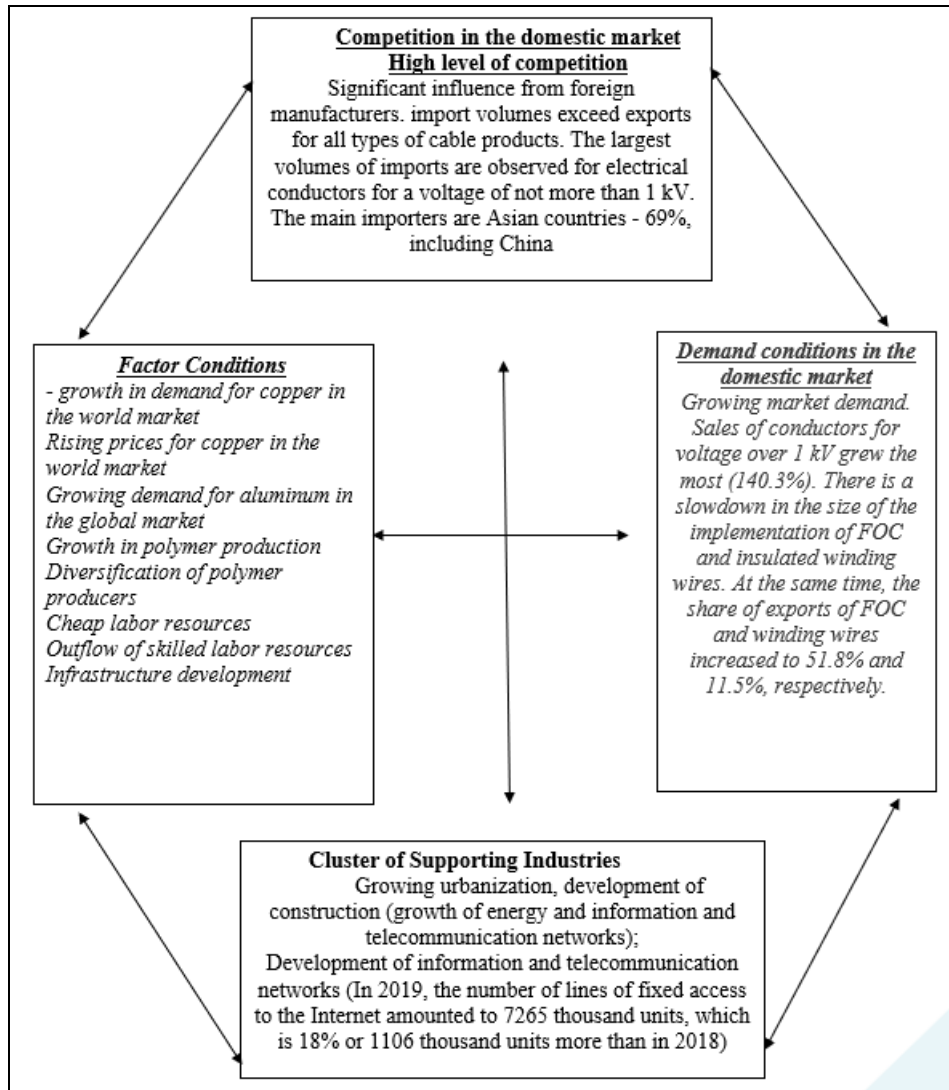 Competition in the domestic market
High level of competition
Significant influence from foreign
manufacturers. import volumes exceed exports
for all types of cable products. The largest
volumes of imports are observed for electrical
conductors for a voltage of not more than 1 kV.
The main importers are Asian countries - 69%,
including China
Factor Conditions
- growth in demand for copper in
the world market
Rising prices for copper in the
world market
Growing demand for aluminum in
the global market
Growth in polymer production
Diversification of polymer
producers
Cheap labor resources
Outflow of skilled labor resources
Infrastructure development
Demand conditions in the
domestic market
Growing market demand.
Sales of conductors for
voltage over 1 kV grew the
most (140.3%). There is a
slowdown in the size of the
implementation of FOC
and insulated winding
wires. At the same time, the
share of exports of FOC
and winding wires
increased to 51.8% and
11.5%, respectively.
Cluster of Supporting Industries
Growing urbanization, development of
construction (growth of energy and information and
telecommunication networks);
Development of information and telecommunication
networks (In 2019, the number of lines of fixed access
to the Internet amounted to 7265 thousand units, which
is 18% or 1106 thousand units more than in 2018)